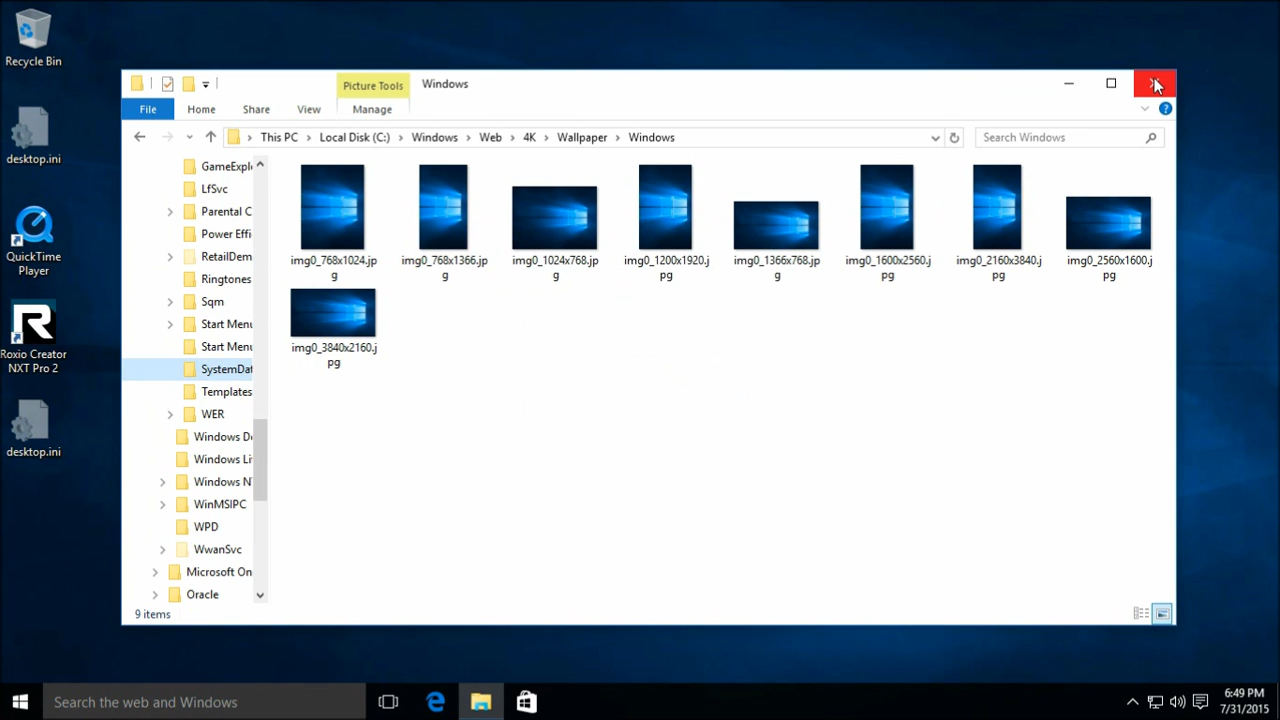 Recycle Bin
desktop.ini
QuickTime
Player
Roxio Creator
NXT Pro 2
desktop.ini
Picture Tools
Windows
File
Home
Share
View
Manage
This PC
Local Disk (C:)
Windows
Web
4K
Wallpaper
Windows
Search Windows
GameExplo
LfSvc
Parental C
Power Effi
RetailDem
Ringtones
Sqm
Start Menu
Start Menu
SystemDat
Templates
WER
Windows De
Windows Li
Windows N
WinMSIPC
WPD
WwanSvc
Microsoft On
Oracle
img0_768x1024.jp
g
img0_768x1366.jp
g
img0_1024x768.jp
g
img0_1200x1920.j
pg
img0_1366x768.jp
g
img0_1600x2560.j
pg
img0_2160x3840.j
pg
img0_2560x1600.j
pg
img0_3840x2160.j
pg
9 items
Search the web and Windows
6:49 PM
7/31/2015